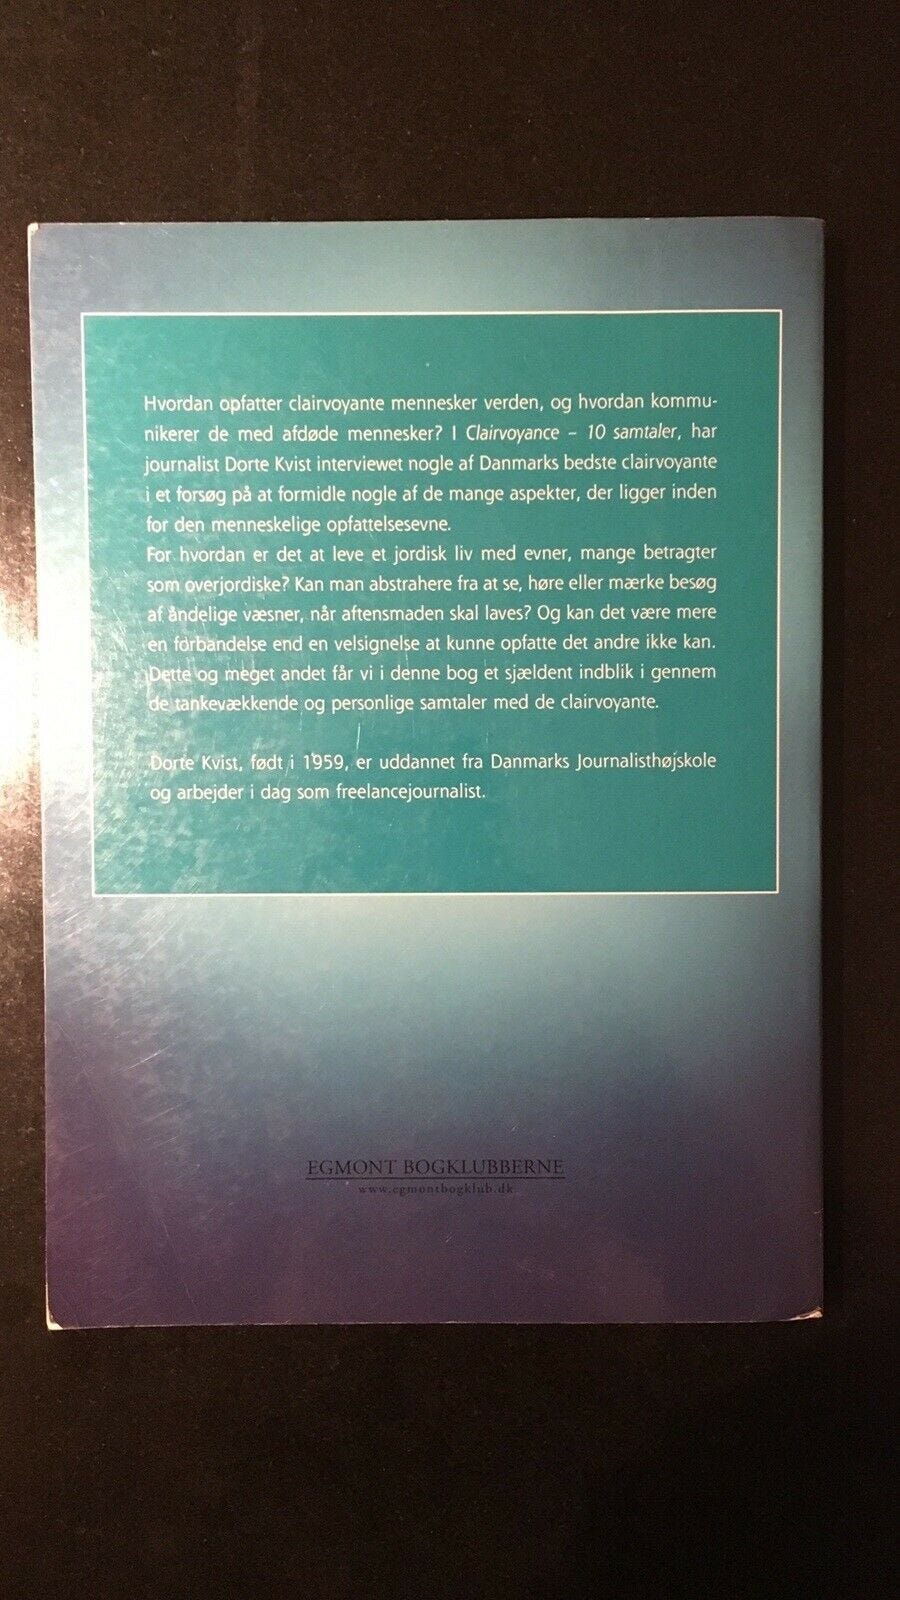 Hvordan opfatter clairvoyante mennesker verden, og hvordan kommu-
nikerer de med afdøde mennesker? I Clairvoyance – 10 samtaler, har
journalist Dorte Kvist interviewet nogle af Danmarks bedste clairvoyante
i et forsøg på at formidle nogle af de mange aspekter, der ligger inden
for den menneskelige opfattelsesevne.
For hvordan er det at leve et jordisk liv med evner, mange betragter
som overjordiske? Kan man abstrahere fra at se, høre eller mærke besøg
af åndelige væsner, når aftensmaden skal laves? Og kan det være mere
en forbandelse end en velsignelse at kunne opfatte det andre ikke kan.
Dette og meget andet får vi i denne bog et sjældent indblik i gennem
de tankevækkende og personlige samtaler med de clairvoyante.
Dorte Kvist, født i 1959, er uddannet fra Danmarks Journalisthøjskole
og arbejder i dag som freelancejournalist.
EGMONT BOGKLUBBERNE
www.egmontbogklub.dk